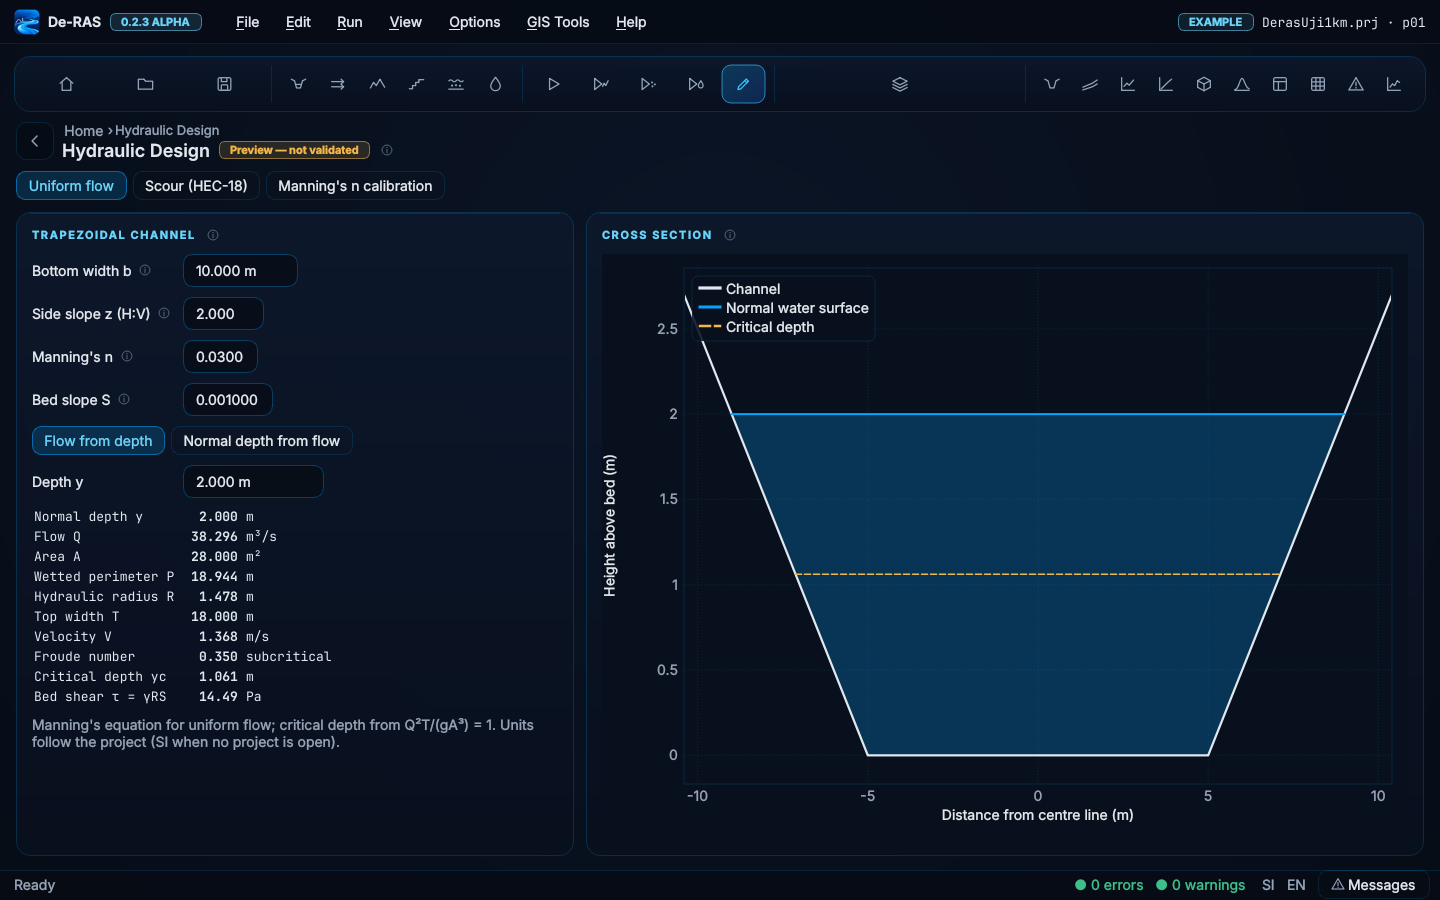 De-RAS 0.2.3 ALPHA File Edit Run View Options GIS Tools Help EXAMPLE DerasUji1km.prj · p01
Home › Hydraulic Design
Hydraulic Design Preview — not validated
Uniform flow Scour (HEC-18) Manning's n calibration
TRAPEZOIDAL CHANNEL
Bottom width b 10.000 m
Side slope z (H:V) 2.000
Manning's n 0.0300
Bed slope S 0.001000
Flow from depth Normal depth from flow
Depth y 2.000 m
Normal depth y 2.000 m
Flow Q 38.296 m³/s
Area A 28.000 m²
Wetted perimeter P 18.944 m
Hydraulic radius R 1.478 m
Top width T 18.000 m
Velocity V 1.368 m/s
Froude number 0.350 subcritical
Critical depth yc 1.061 m
Bed shear τ = γRS 14.49 Pa
Manning's equation for uniform flow; critical depth from Q²T/(gA³) = 1. Units
follow the project (SI when no project is open).
CROSS SECTION
Channel
Normal water surface
Critical depth
2.5
2
1.5
1
0.5
0
Height above bed (m)
-10 -5 0 5 10
Distance from centre line (m)
Ready 0 errors 0 warnings SI EN Messages